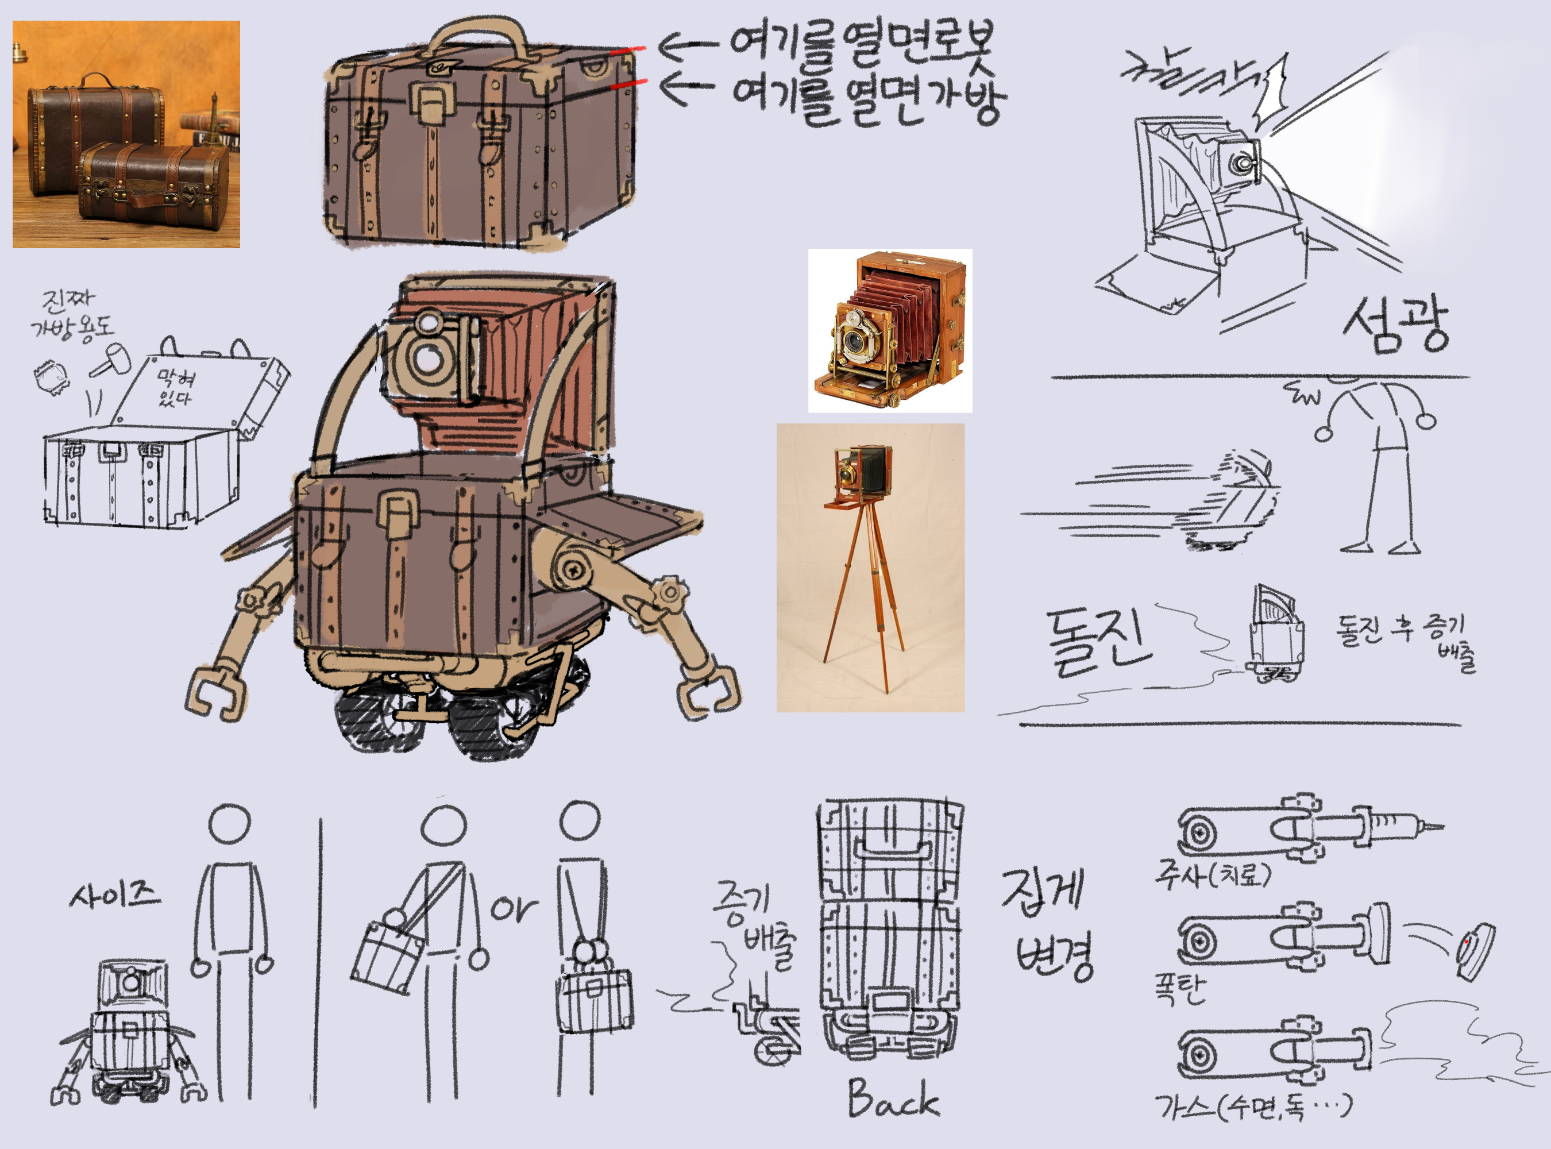 여기를 열면 로봇
여기를 열면 가방
찰싸
섬광
진짜
가방 용도
막혀
있다
돌진
돌진 후 증기
배출
사이즈
or
증기
배출
Back
집게
변경
주사(치료)
폭탄
가스(수면,독...)